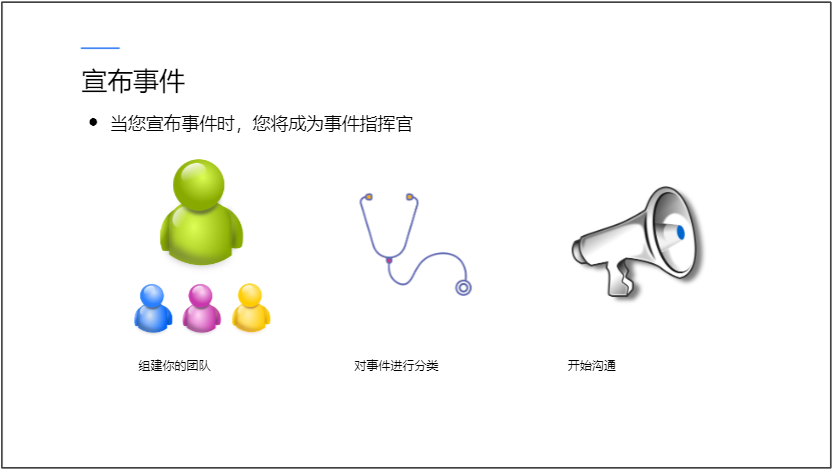 宣布事件
• 当您宣布事件时，您将成为事件指挥官
组建你的团队
对事件进行分类
开始沟通